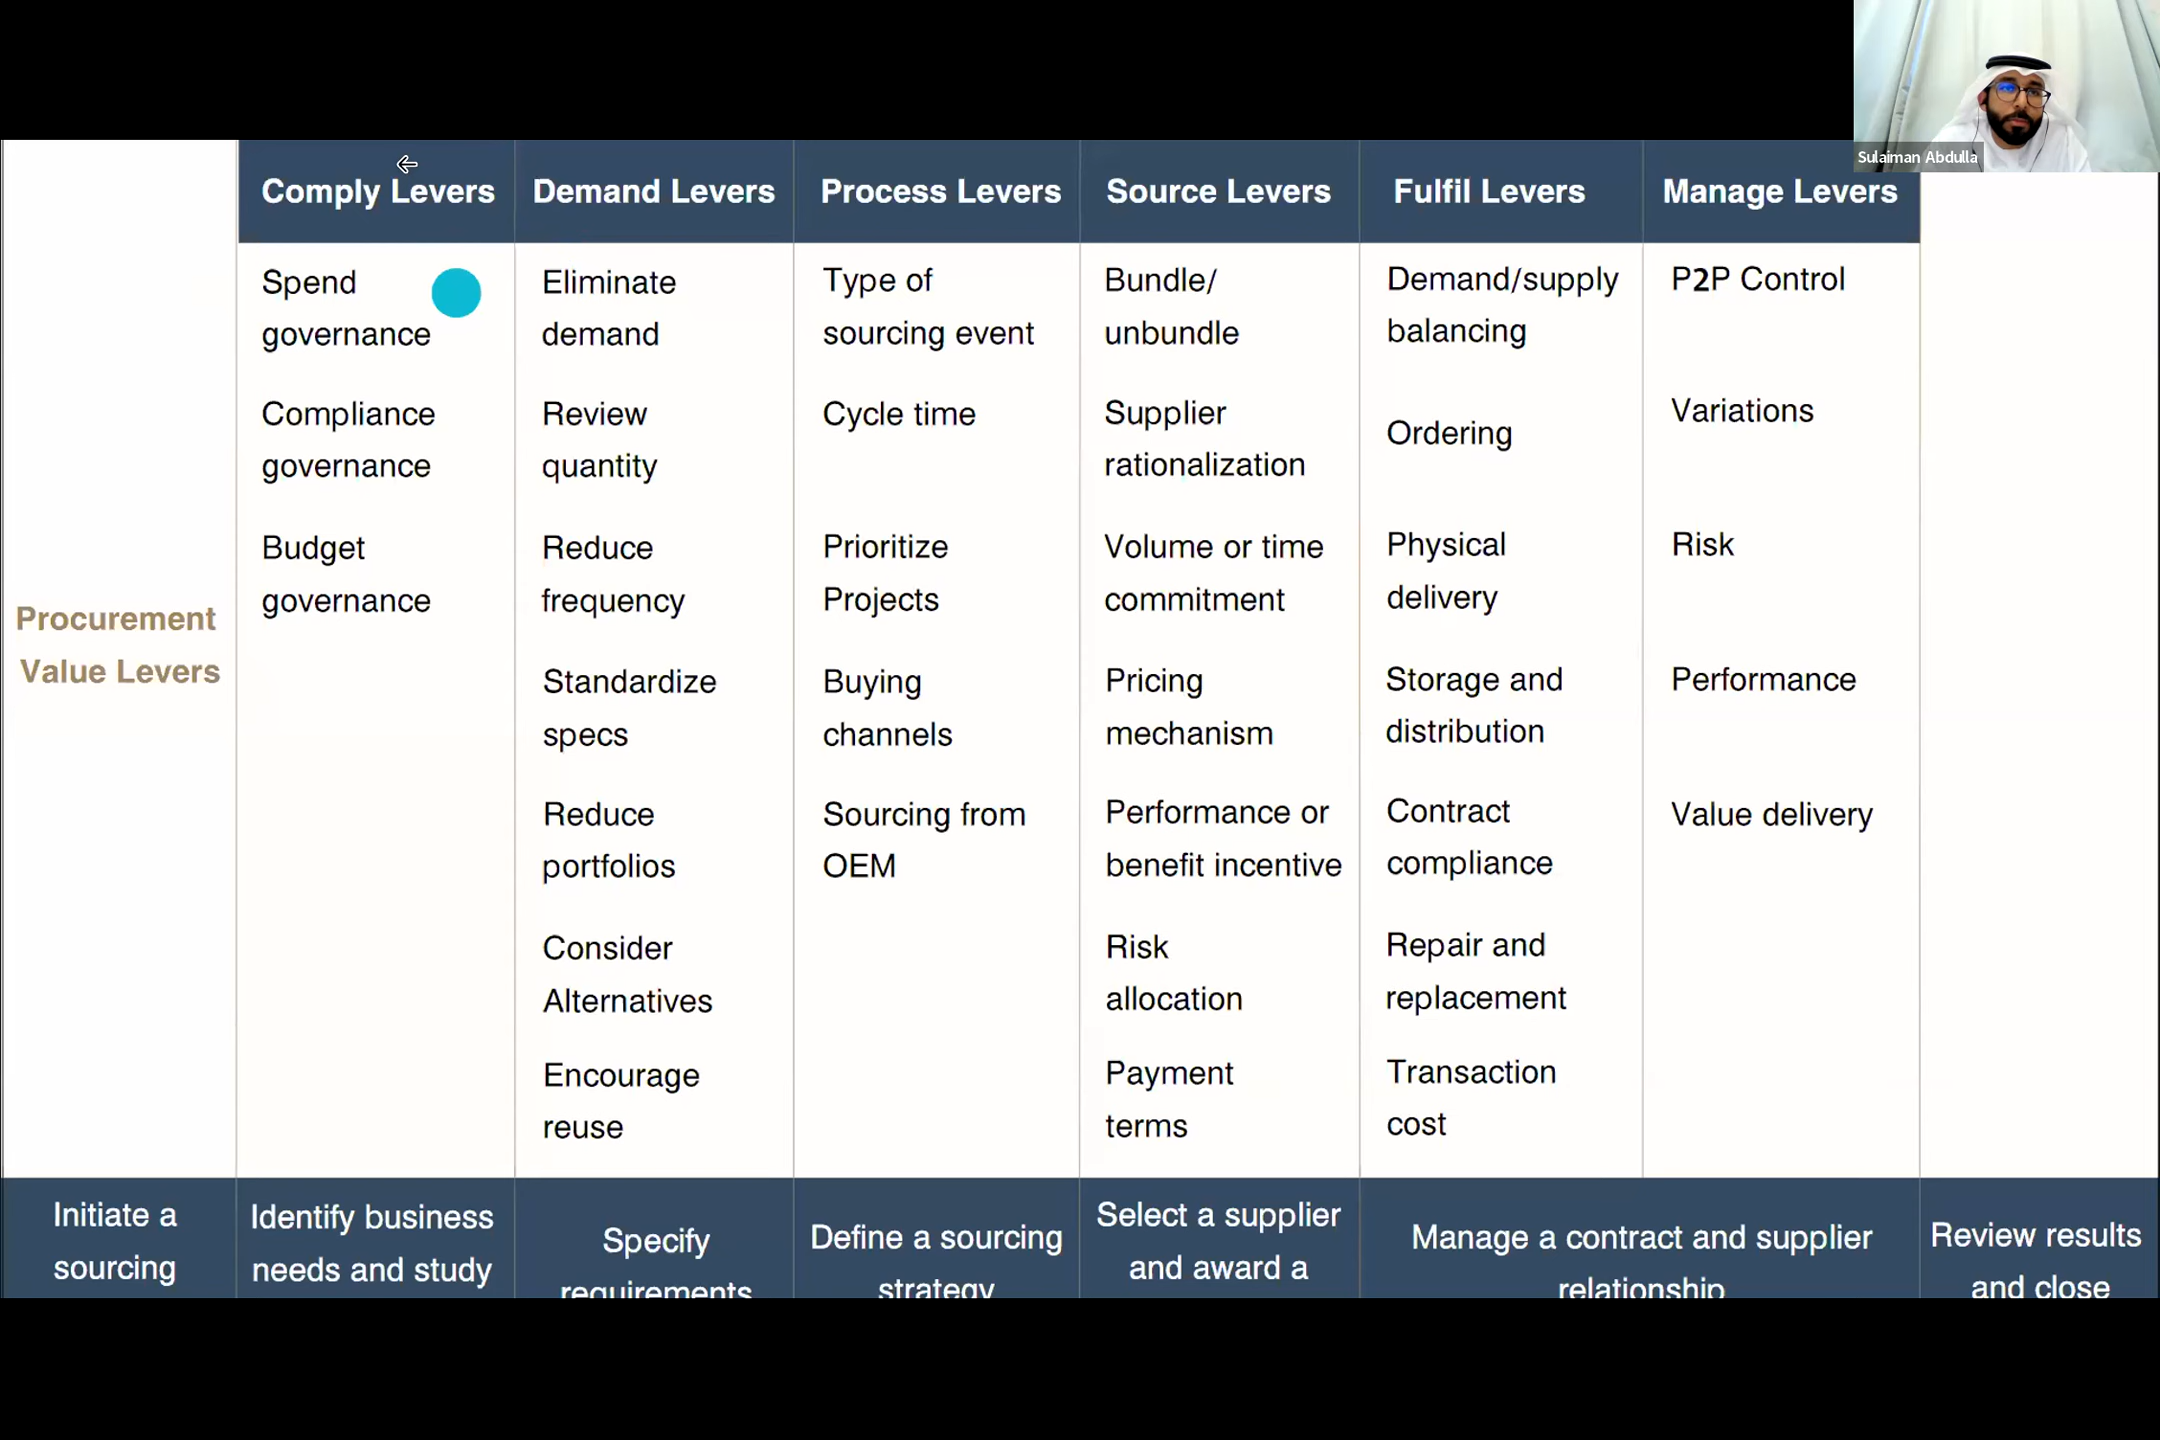 Sulaiman Abdulla
Comply Levers
Demand Levers
Process Levers
Source Levers
Fulfil Levers
Manage Levers
Procurement
Value Levers
Spend
governance
Compliance
governance
Budget
governance
Eliminate
demand
Review
quantity
Reduce
frequency
Standardize
specs
Reduce
portfolios
Consider
Alternatives
Encourage
reuse
Type of
sourcing event
Cycle time
Prioritize
Projects
Buying
channels
Sourcing from
OEM
Bundle/
unbundle
Supplier
rationalization
Volume or time
commitment
Pricing
mechanism
Performance or
benefit incentive
Risk
allocation
Payment
terms
Demand/supply
balancing
Ordering
Physical
delivery
Storage and
distribution
Contract
compliance
Repair and
replacement
Transaction
cost
P2P Control
Variations
Risk
Performance
Value delivery
Initiate a
sourcing
Identify business
needs and study
Specify
requirements
Define a sourcing
strategy
Select a supplier
and award a
Manage a contract and supplier
relationship
Review results
and close